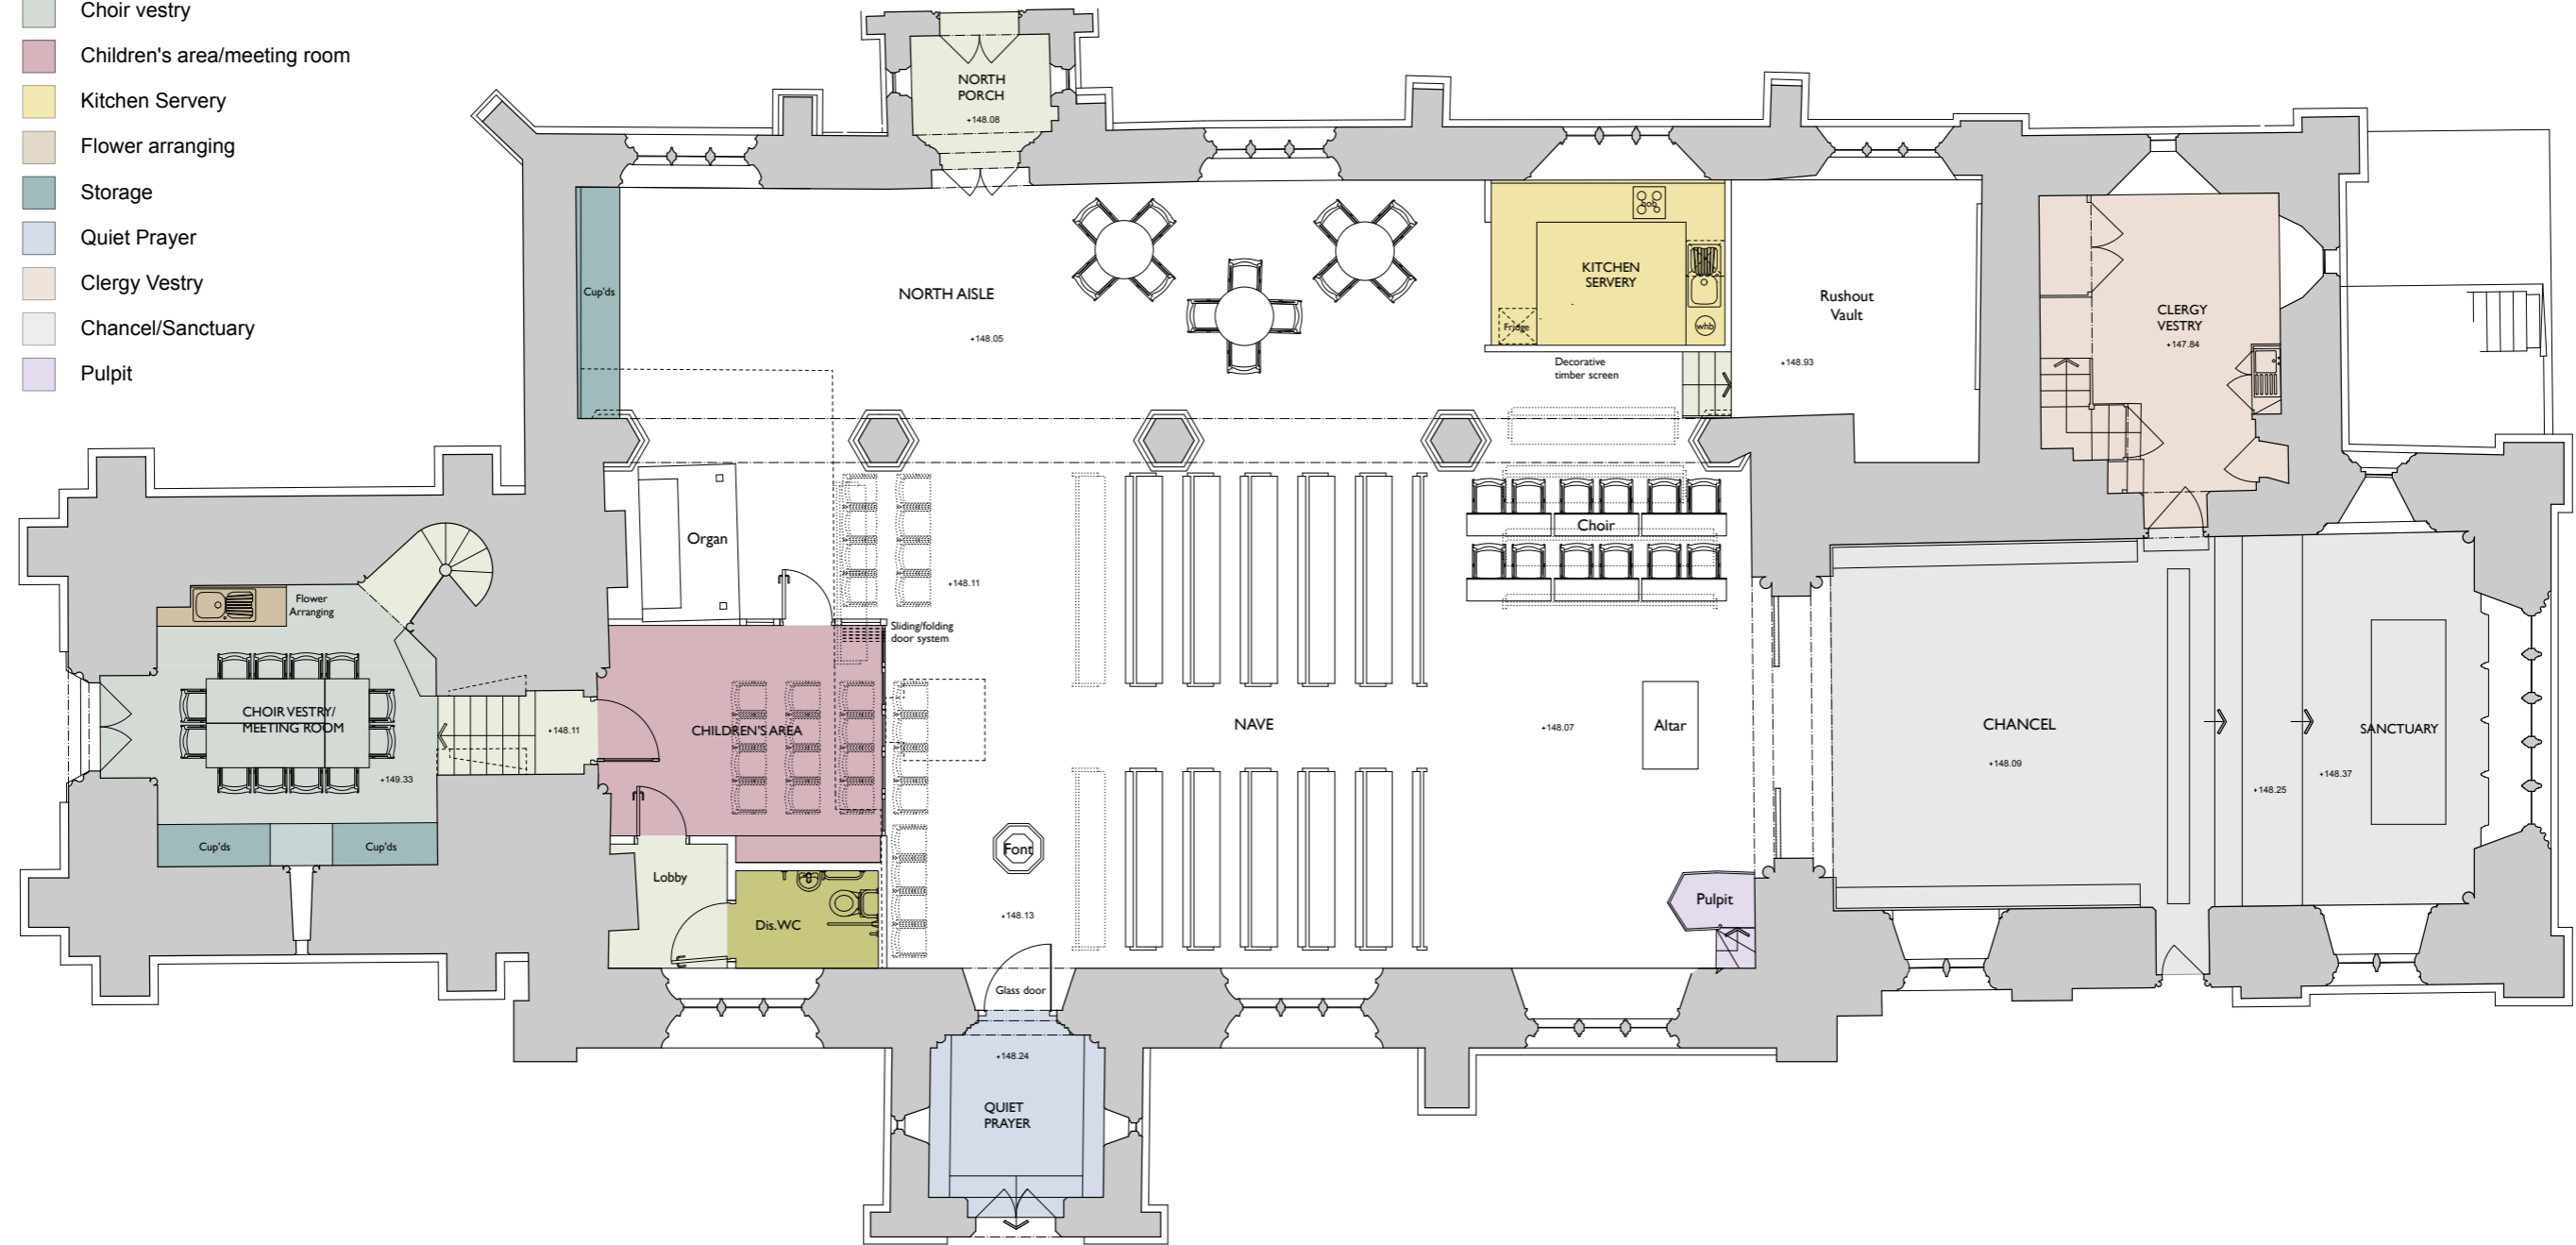 Choir vestry
Children's area/meeting room
Kitchen Servery
Flower arranging
Storage
Quiet Prayer
Clergy Vestry
Chancel/Sanctuary
Pulpit
NORTH
PORCH
+148.08
Cup'ds
NORTH AISLE
+148.05
hob
KITCHEN
SERVERY
Fridge
whb
Decorative
timber screen
Rushout
Vault
+148.93
CLERGY
VESTRY
+147.84
Organ
+148.11
Choir
Sliding/folding
door system
Flower
Arranging
CHOIR VESTRY/
MEETING ROOM
+149.33
+148.11
CHILDREN'S AREA
NAVE
+148.07
Altar
CHANCEL
+148.09
SANCTUARY
+148.37
+148.25
Cup'ds
Cup'ds
Lobby
Dis.WC
Font
+148.13
Pulpit
Glass door
+148.24
QUIET
PRAYER